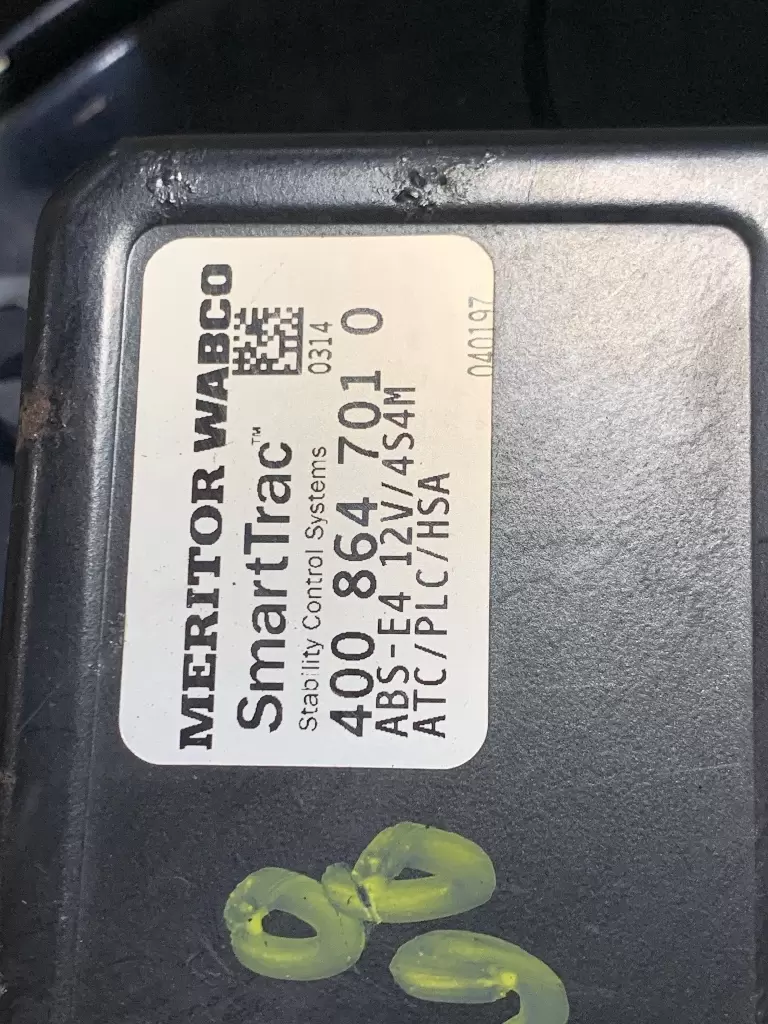 MERITOR WABCO
SmartTrac™
Stability Control Systems
0314
400 864 701 0
ABS-E4 12V/4S4M
ATC/PLC/HSA
040197